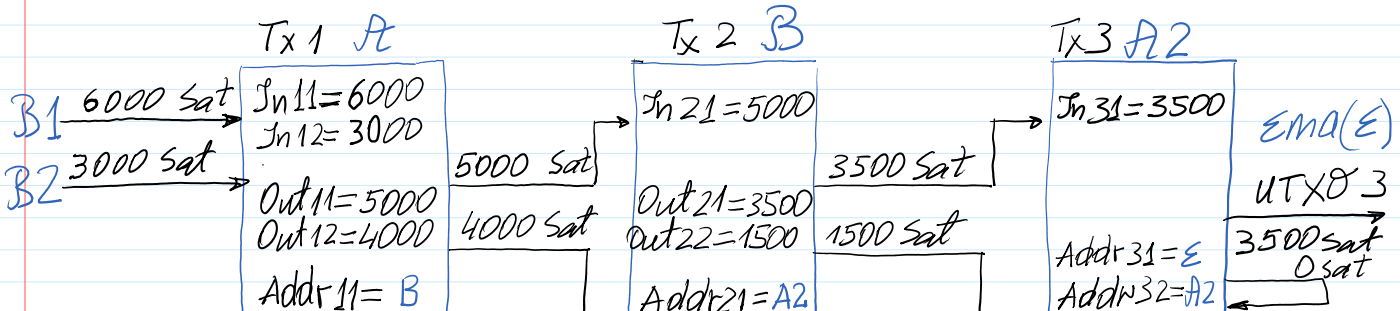 Tx 1 A
B1 6000 Sat
B2 3000 Sat
In11=6000
In12=3000
Out11=5000
Out12=4000
Addr11= B
5000 Sat
4000 Sat
Tx 2 B
In21=5000
Out21=3500
Out22=1500
Addr21=A2
3500 Sat
1500 Sat
Tx3 A2
In31=3500
Addr31=E
Addr32=A2
Ema(E)
UTXO 3
3500 sat
0 sat